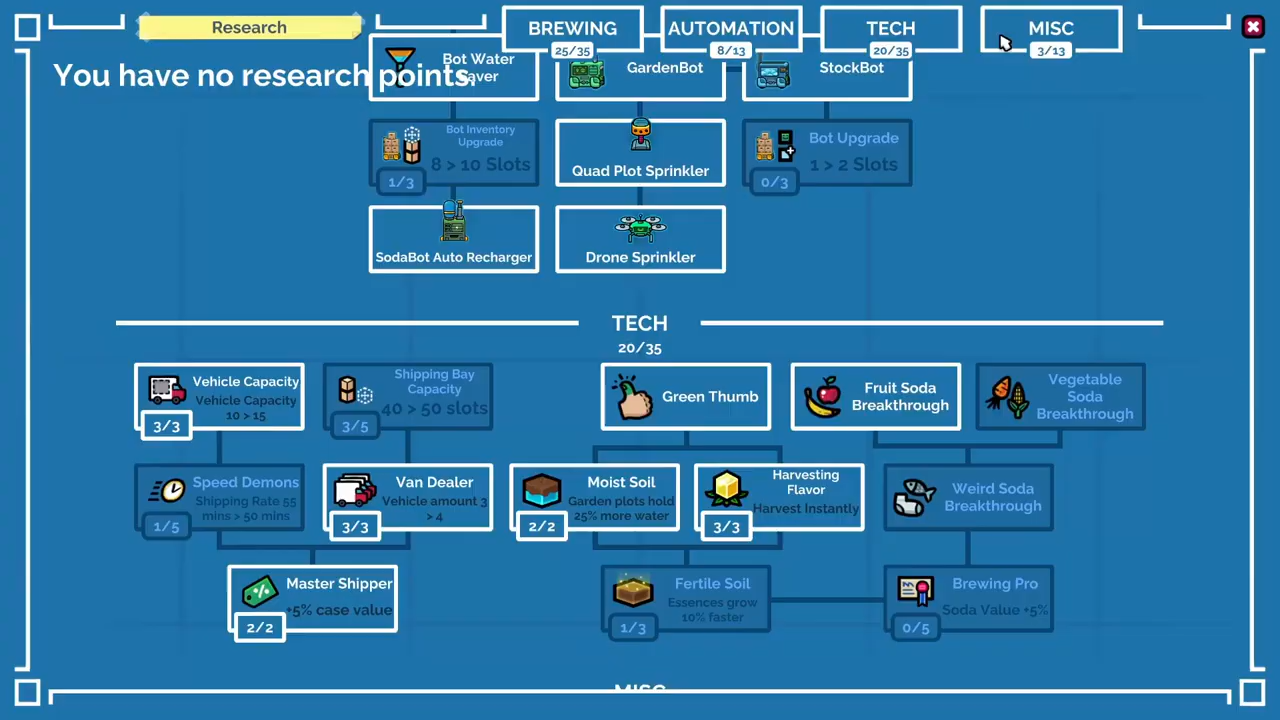 Research
BREWING
25/35
AUTOMATION
8/13
TECH
20/35
MISC
3/13
You have no research points.
Bot Water
Saver
GardenBot
StockBot
Bot Inventory
Upgrade
8 > 10 Slots
1/3
Quad Plot Sprinkler
Bot Upgrade
1 > 2 Slots
0/3
SodaBot Auto Recharger
Drone Sprinkler
TECH
20/35
Vehicle Capacity
Vehicle Capacity
10 > 15
3/3
Shipping Bay
Capacity
40 > 50 slots
3/5
Green Thumb
Fruit Soda
Breakthrough
Vegetable
Soda
Breakthrough
Speed Demons
Shipping Rate 55
mins > 50 mins
1/5
Van Dealer
Vehicle amount 3
> 4
3/3
Moist Soil
Garden plots hold
25% more water
2/2
Harvesting
Flavor
Harvest Instantly
3/3
Weird Soda
Breakthrough
Master Shipper
+5% case value
2/2
Fertile Soil
Essences grow
10% faster
1/3
Brewing Pro
Soda Value +5%
0/5
MISC